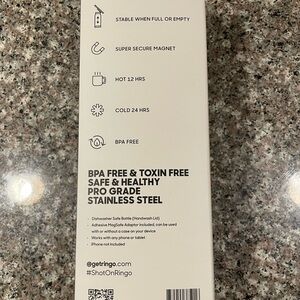 STABLE WHEN FULL OR EMPTY
SUPER SECURE MAGNET
HOT 12 HRS
COLD 24 HRS
BPA FREE
BPA FREE & TOXIN FREE
SAFE & HEALTHY
PRO GRADE
STAINLESS STEEL
• Dishwasher Safe Bottle (Handwash Lid)
• Adhesive MagSafe Adaptor included; can be used
with or without a case on your device
• Works with any phone or tablet
• iPhone not included
@getringo.com
#ShotOnRingo